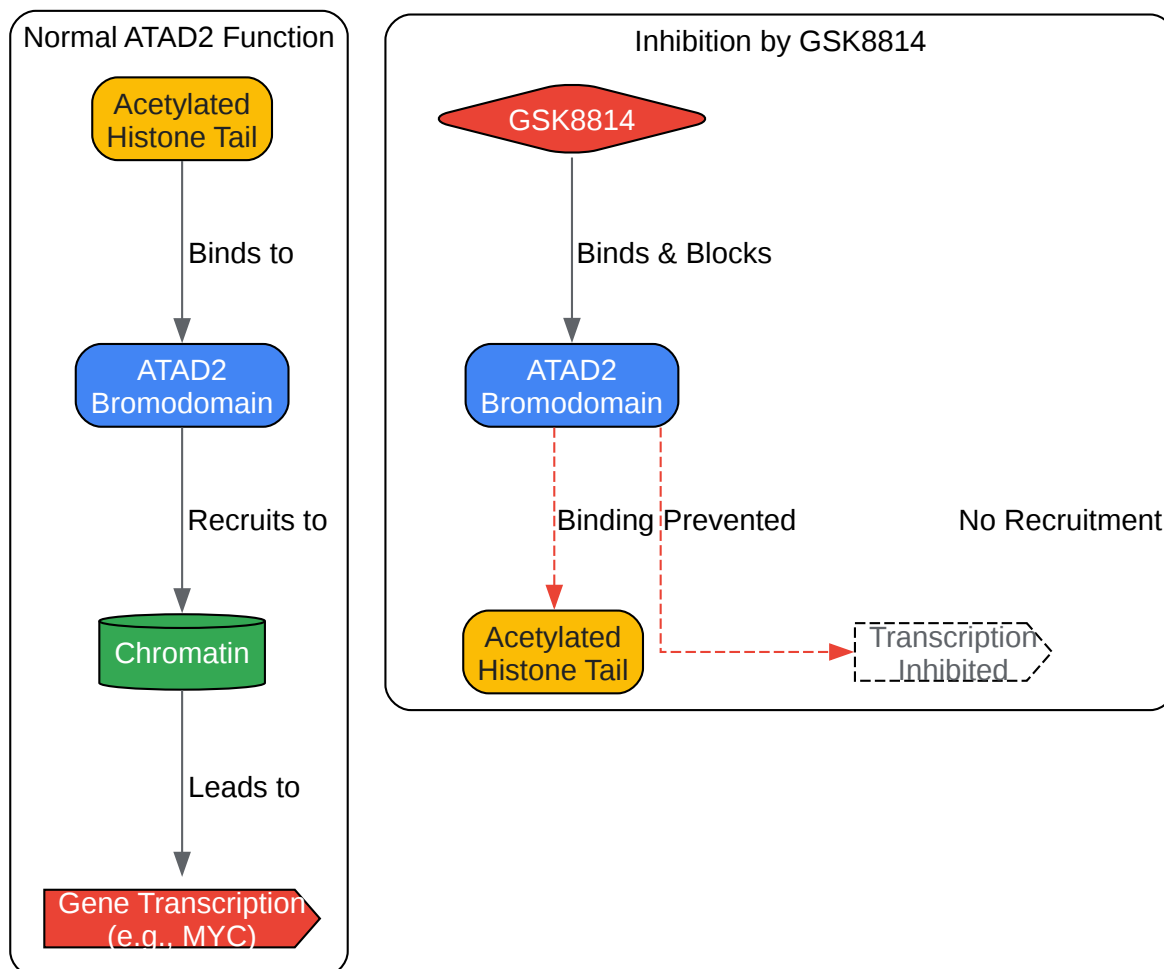 Normal ATAD2 Function
Acetylated
Histone Tail
Binds to
ATAD2
Bromodomain
Recruits to
Chromatin
Leads to
Gene Transcription
(e.g., MYC)
Inhibition by GSK8814
GSK8814
Binds & Blocks
ATAD2
Bromodomain
Binding Prevented
No Recruitment
Acetylated
Histone Tail
Transcription
Inhibited